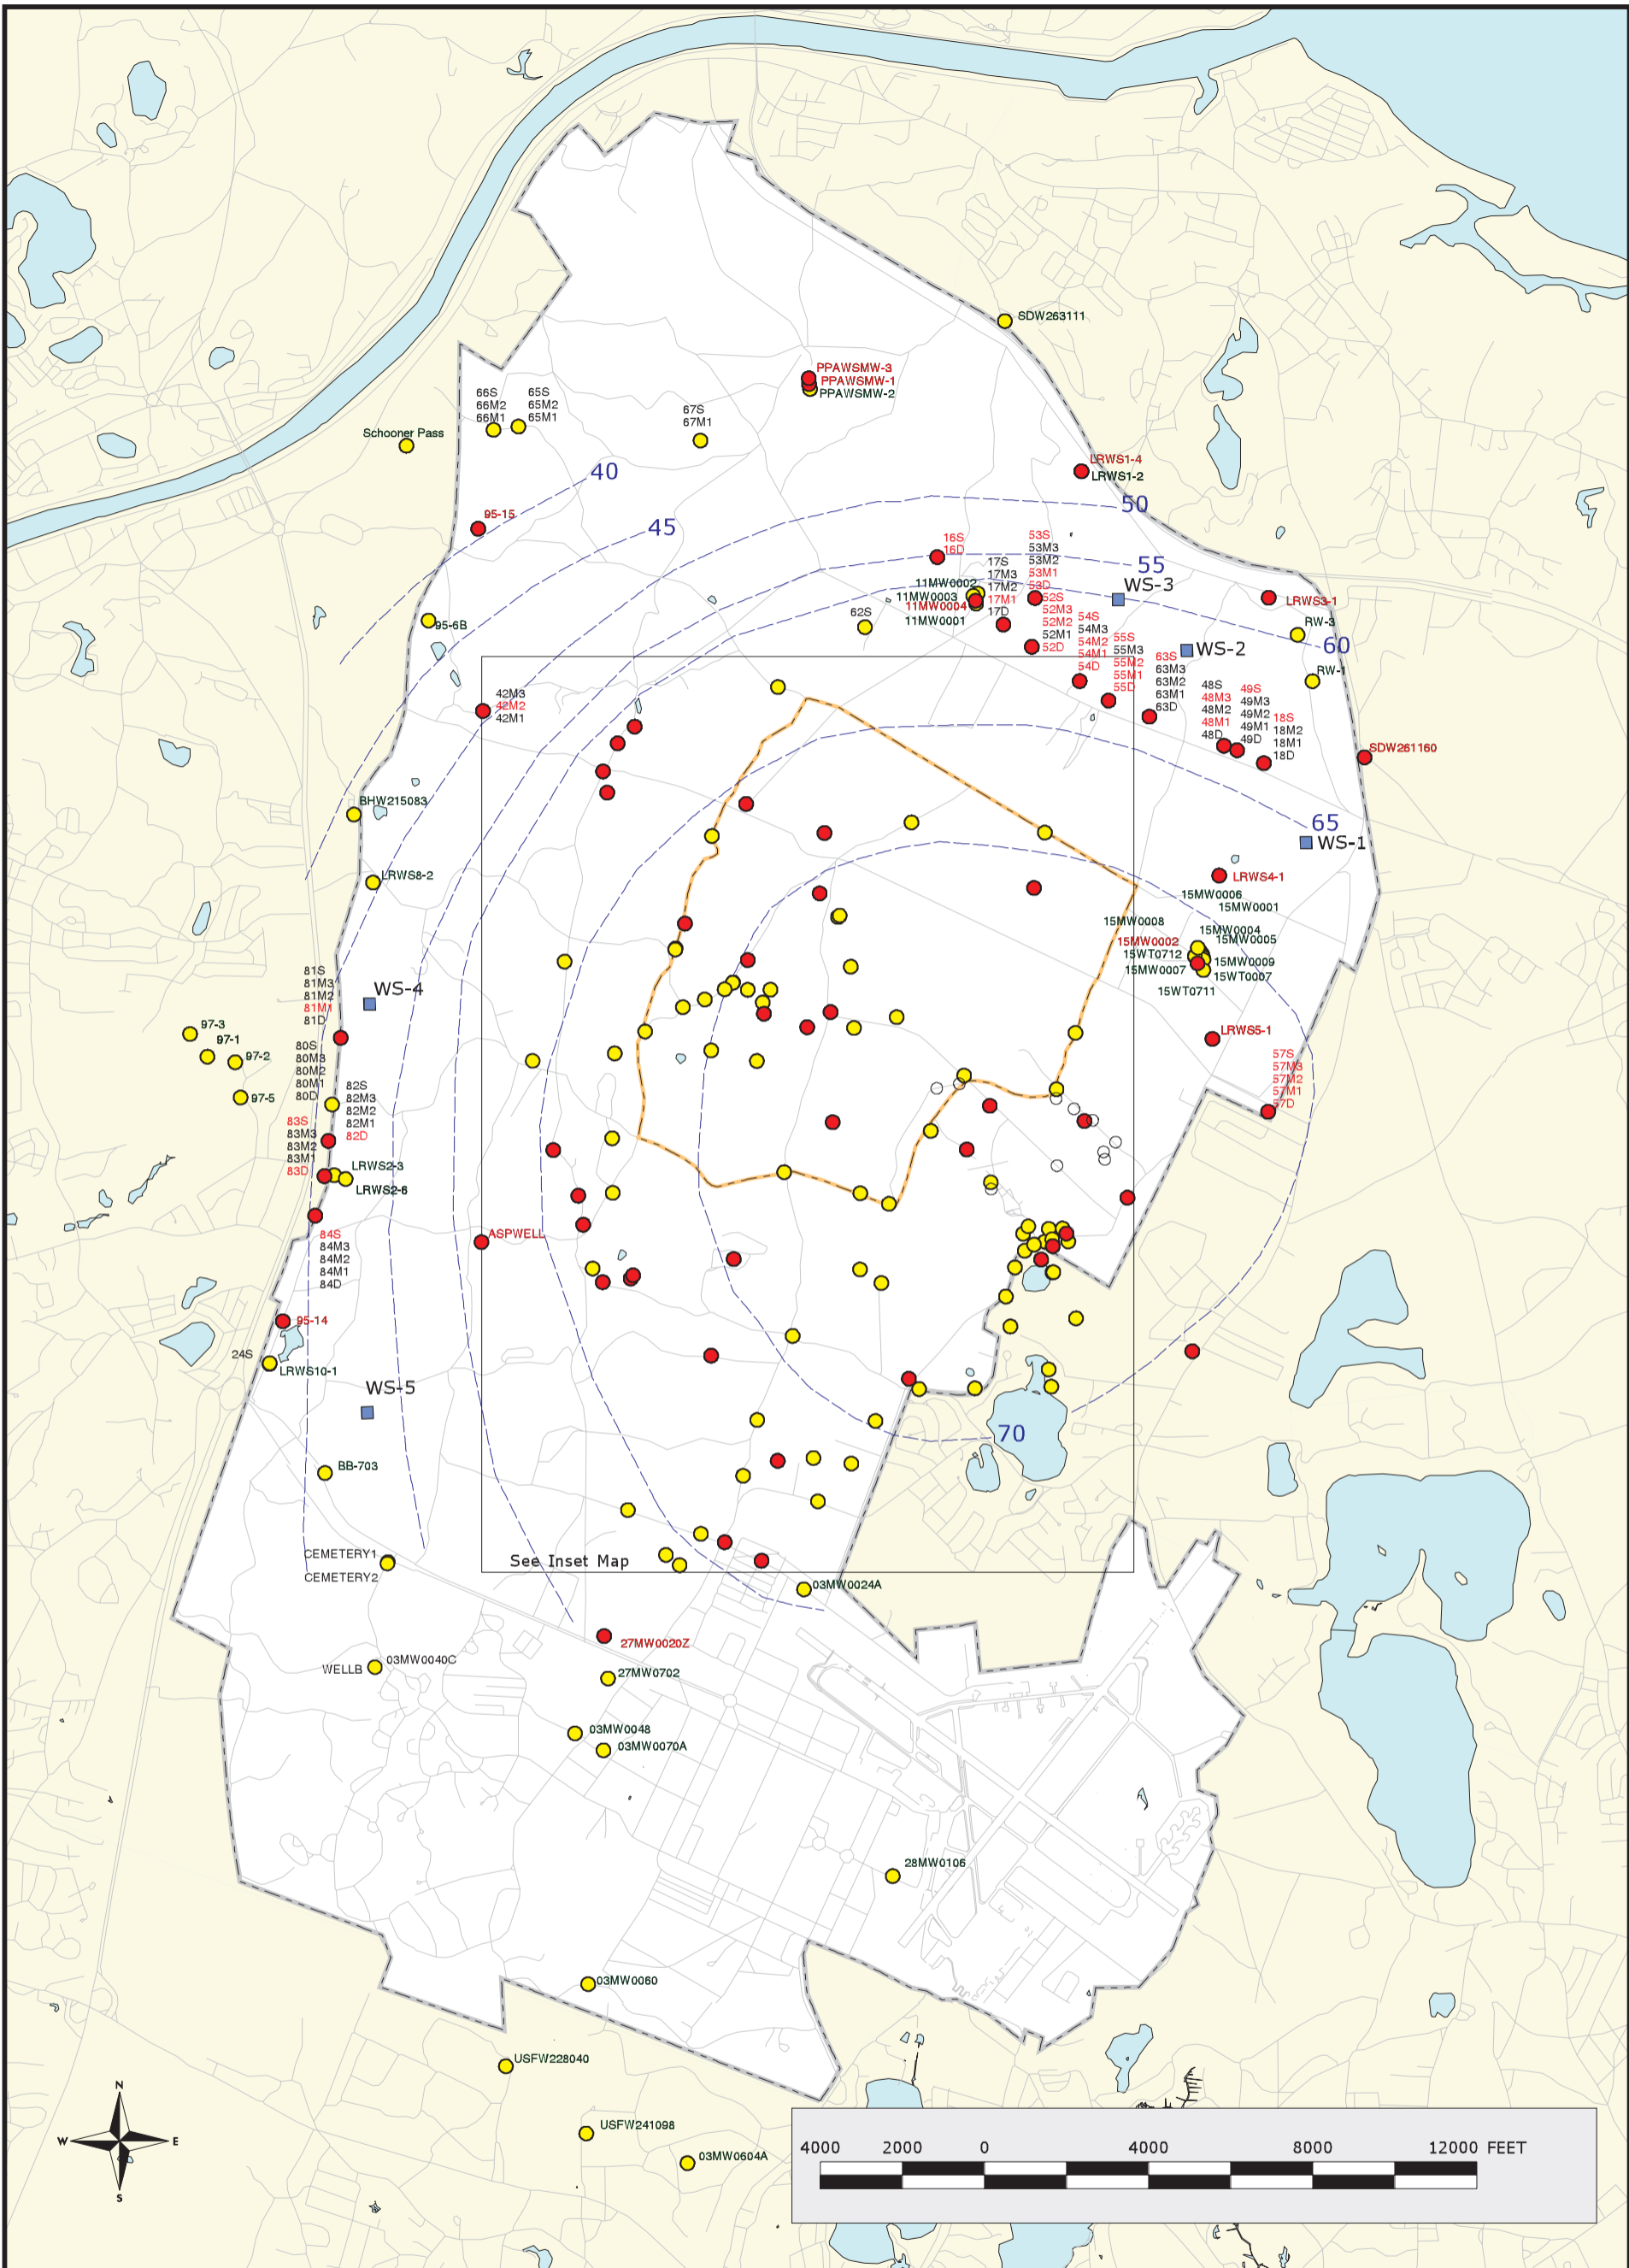 SDW263111
PPAWSMW-3
PPAWSMW-1
PPAWSMW-2
66S
66M2
66M1
65S
65M2
65M1
67S
67M1
Schooner Pass
LRWS1-4
LRWS1-2
40
45
50
95-15
16S
16D
53S
53M3
53M2
53M1
53D
55
17S
17M3
17M2
17M1
17D
11MW0002
11MW0003
11MW0004
11MW0001
WS-3
52S
52M3
52M2
52M1
52D
LRWS3-1
62S
95-6B
54S
54M3
54M2
54M1
54D
RW-3
60
55S
55M3
55M2
55M1
55D
WS-2
63S
63M3
63M2
63M1
63D
RW-1
42M3
42M2
42M1
48S
48M3
48M2
48M1
48D
49S
49M3
49M2
49M1
49D
18S
18M2
18M1
18D
SDW261160
BHW215083
65
WS-1
LRWS8-2
LRWS4-1
15MW0006
15MW0001
15MW0008
15MW0004
15MW0005
15MW0002
15WT0712
15MW0009
15MW0007
15WT0007
15WT0711
81S
81M3
81M2
81M1
81D
WS-4
97-3
97-1
97-2
97-5
LRWS5-1
80S
80M3
80M2
80M1
80D
57S
57M3
57M2
57M1
57D
82S
82M3
82M2
82M1
82D
83S
83M3
83M2
83M1
83D
LRWS2-3
LRWS2-6
84S
84M3
84M2
84M1
84D
ASPWELL
95-14
24S
LRWS10-1
WS-5
70
BB-703
CEMETERY1
CEMETERY2
See Inset Map
03MW0024A
27MW0020Z
WELLB
03MW0040C
27MW0702
03MW0048
03MW0070A
28MW0106
03MW0060
USFW228040
USFW241098
03MW0604A
N
W
E
S
4000 2000 0 4000 8000 12000 FEET